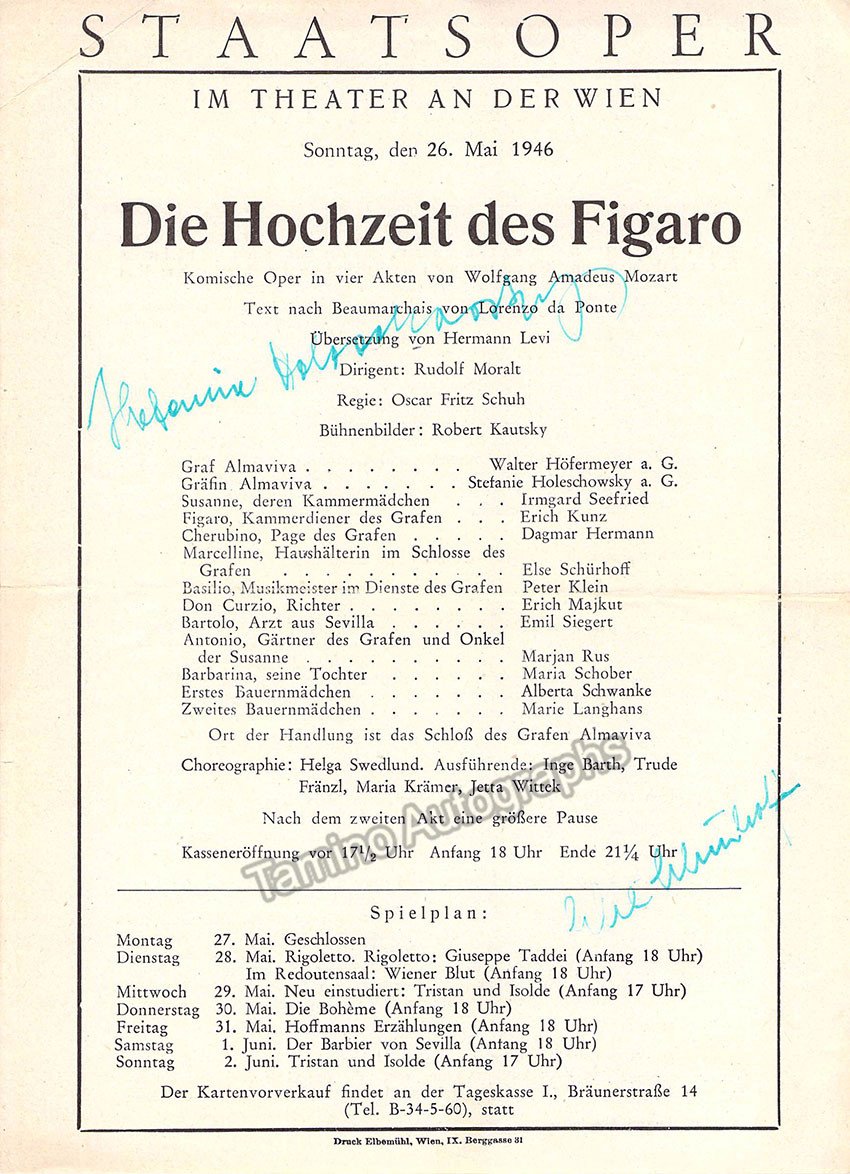 STAATSOPER
IM THEATER AN DER WIEN
Sonntag, den 26. Mai 1946
Die Hochzeit des Figaro
Komische Oper in vier Akten von Wolfgang Amadeus Mozart
Text nach Beaumarchais von Lorenzo da Ponte
Übersetzung von Hermann Levi
Dirigent: Rudolf Moralt
Regie: Oscar Fritz Schuh
Bühnenbilder: Robert Kautsky
Graf Almaviva . . . . . . . . Walter Höfermeyer a. G.
Gräfin Almaviva . . . . . . . Stefanie Holeschowsky a. G.
Susanne, deren Kammermädchen . . . Irmgard Seefried
Figaro, Kammerdiener des Grafen . . . Erich Kunz
Cherubino, Page des Grafen . . . . . Dagmar Hermann
Marcelline, Haushälterin im Schlosse des
Grafen . . . . . . . . . . Else Schürhoff
Basilio, Musikmeister im Dienste des Grafen Peter Klein
Don Curzio, Richter . . . . . . . . Erich Majkut
Bartolo, Arzt aus Sevilla . . . . . . Emil Siegert
Antonio, Gärtner des Grafen und Onkel
der Susanne . . . . . . . . . . Marjan Rus
Barbarina, seine Tochter . . . . . . Maria Schober
Erstes Bauernmädchen . . . . . . . Alberta Schwanke
Zweites Bauernmädchen . . . . . . . Marie Langhans
Ort der Handlung ist das Schloß des Grafen Almaviva
Choreographie: Helga Swedlund. Ausführende: Inge Barth, Trude
Fränzl, Maria Krämer, Jetta Wittek
Nach dem zweiten Akt eine größere Pause
Kasseneröffnung vor 17½ Uhr Anfang 18 Uhr Ende 21¼ Uhr
Tamino Autographs
Spielplan:
Montag 27. Mai. Geschlossen
Dienstag 28. Mai. Rigoletto. Rigoletto: Giuseppe Taddei (Anfang 18 Uhr)
Im Redoutensaal: Wiener Blut (Anfang 18 Uhr)
Mittwoch 29. Mai. Neu einstudiert: Tristan und Isolde (Anfang 17 Uhr)
Donnerstag 30. Mai. Die Bohème (Anfang 18 Uhr)
Freitag 31. Mai. Hoffmanns Erzählungen (Anfang 18 Uhr)
Samstag 1. Juni. Der Barbier von Sevilla (Anfang 18 Uhr)
Sonntag 2. Juni. Tristan und Isolde (Anfang 17 Uhr)
Der Kartenvorverkauf findet an der Tageskasse I., Bräunerstraße 14
(Tel. B-34-5-60), statt
Druck Elbemühl, Wien, IX. Berggasse 31